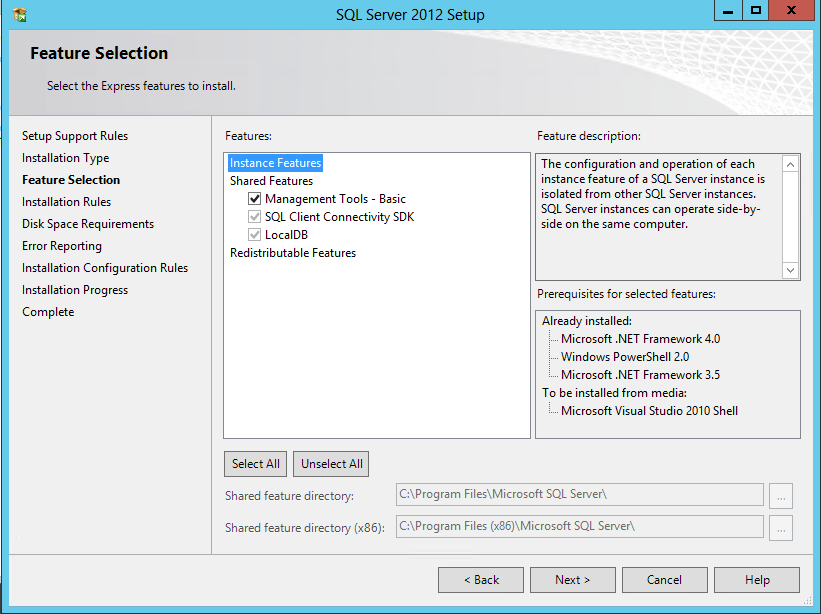 SQL Server 2012 Setup
Feature Selection
Select the Express features to install.
Setup Support Rules
Installation Type
Feature Selection
Installation Rules
Disk Space Requirements
Error Reporting
Installation Configuration Rules
Installation Progress
Complete
Features:
Instance Features
Shared Features
Management Tools - Basic
SQL Client Connectivity SDK
LocalDB
Redistributable Features
Feature description:
The configuration and operation of each
instance feature of a SQL Server instance is
isolated from other SQL Server instances.
SQL Server instances can operate side-by-
side on the same computer.
Prerequisites for selected features:
Already installed:
Microsoft .NET Framework 4.0
Windows PowerShell 2.0
Microsoft .NET Framework 3.5
To be installed from media:
Microsoft Visual Studio 2010 Shell
Select All
Unselect All
Shared feature directory:
C:\Program Files\Microsoft SQL Server\
...
Shared feature directory (x86):
C:\Program Files (x86)\Microsoft SQL Server\
...
< Back
Next >
Cancel
Help